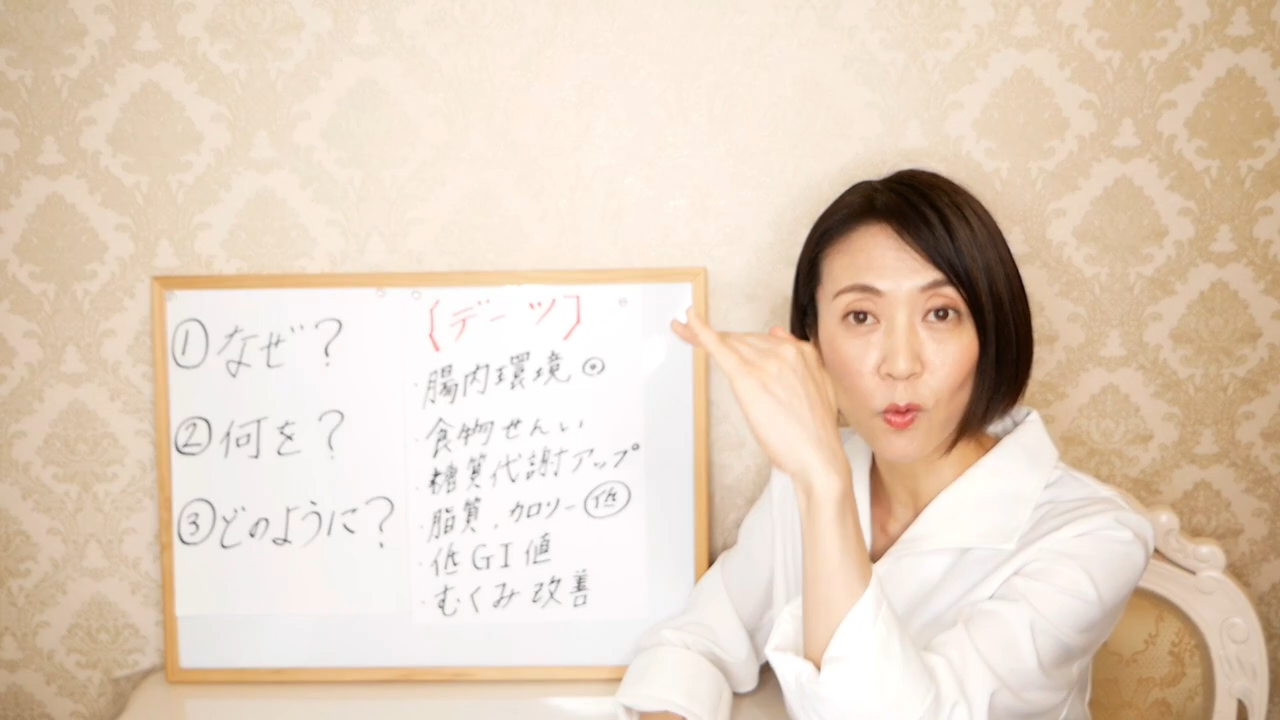 ①なぜ?
②何を?
③どのように?
[デーツ]
・腸内環境◎
・食物せんい
・糖質代謝アップ
・脂質.カロリー(低)
・低GI値
・むくみ改善